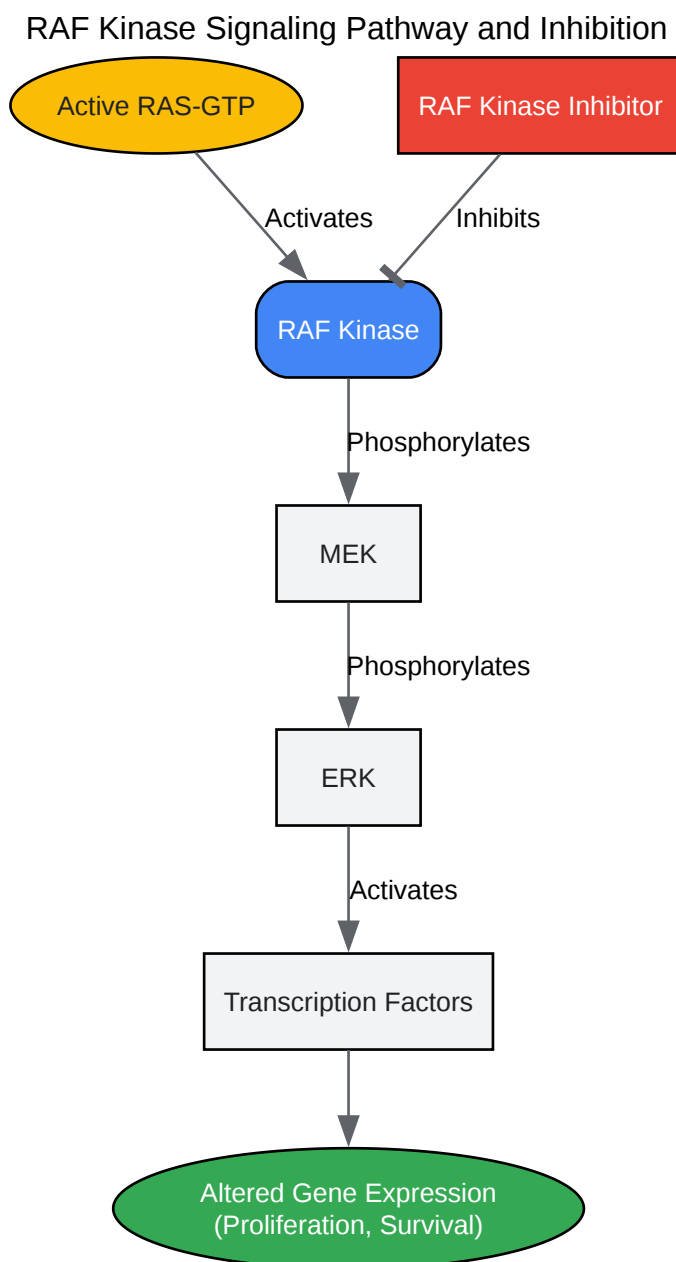 RAF Kinase Signaling Pathway and Inhibition
Active RAS-GTP
RAF Kinase Inhibitor
Activates
Inhibits
RAF Kinase
Phosphorylates
MEK
Phosphorylates
ERK
Activates
Transcription Factors
Altered Gene Expression
(Proliferation, Survival)